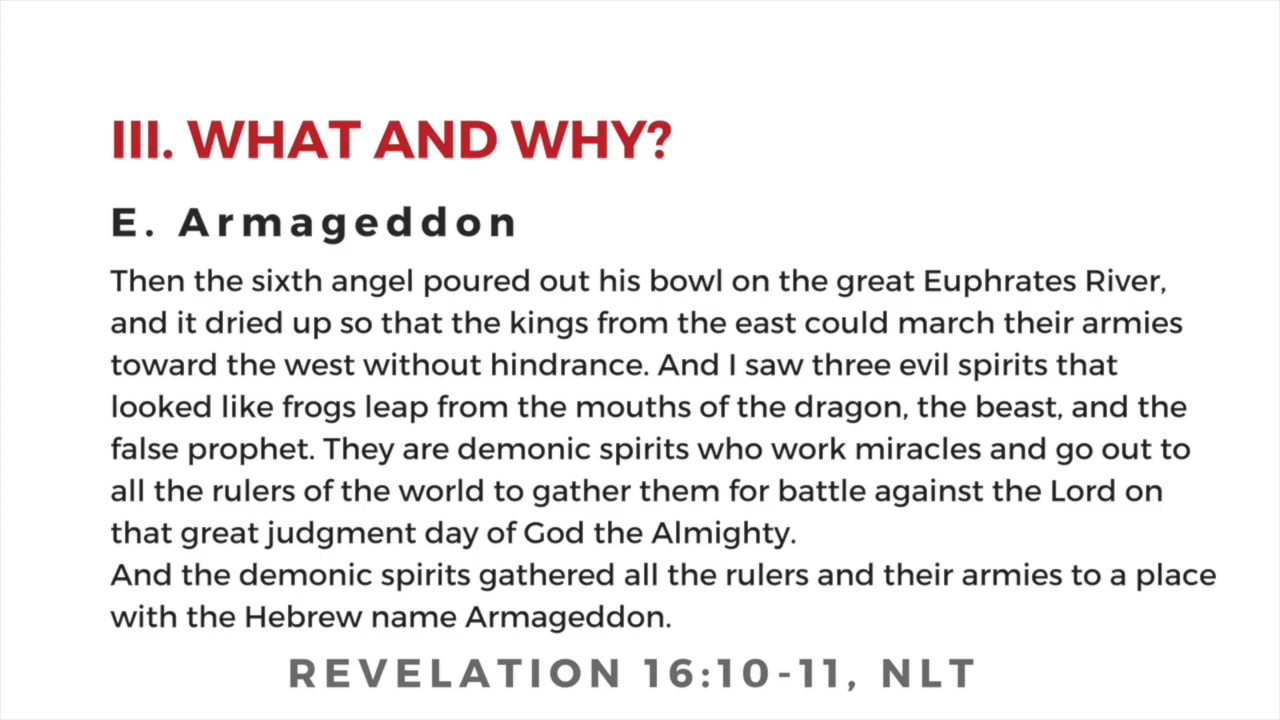 III. WHAT AND WHY?
E. Armageddon
Then the sixth angel poured out his bowl on the great Euphrates River,
and it dried up so that the kings from the east could march their armies
toward the west without hindrance. And I saw three evil spirits that
looked like frogs leap from the mouths of the dragon, the beast, and the
false prophet. They are demonic spirits who work miracles and go out to
all the rulers of the world to gather them for battle against the Lord on
that great judgment day of God the Almighty.
And the demonic spirits gathered all the rulers and their armies to a place
with the Hebrew name Armageddon.
REVELATION 16:10-11, NLT